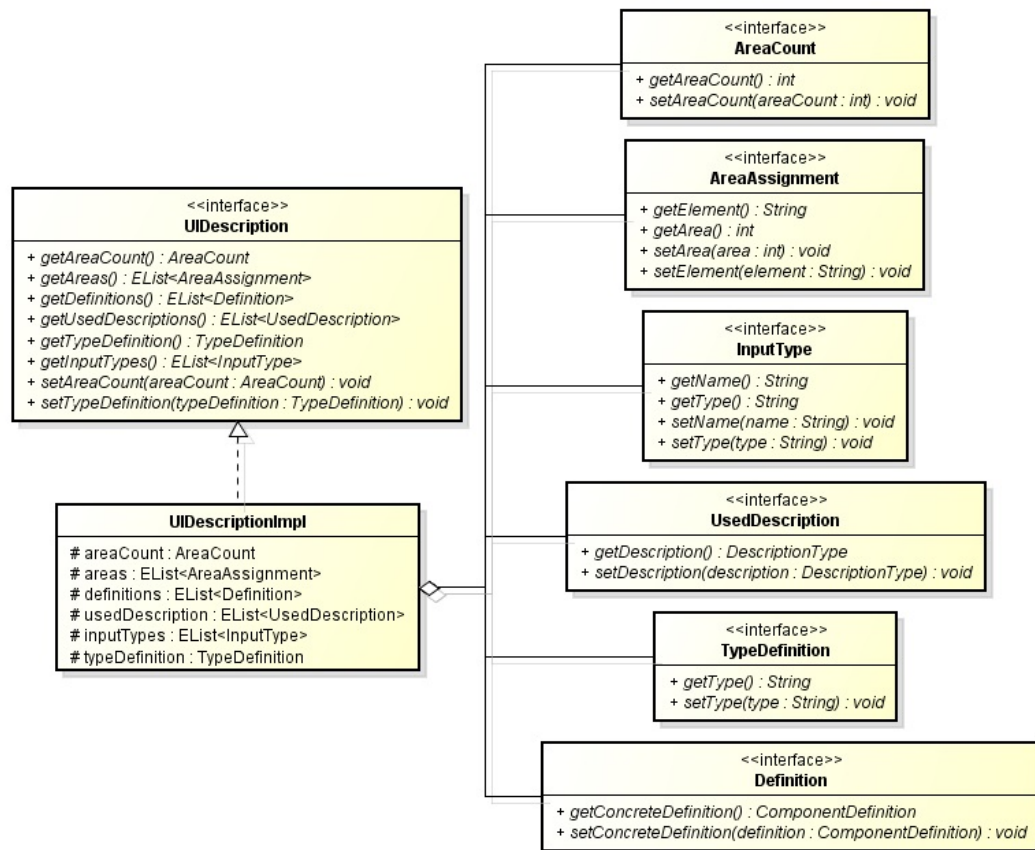 <<interface>>
UIDescription
+ getAreaCount() : AreaCount
+ getAreas() : EList<AreaAssignment>
+ getDefinitions() : EList<Definition>
+ getUsedDescriptions() : EList<UsedDescription>
+ getTypeDefinition() : TypeDefinition
+ getInputTypes() : EList<InputType>
+ setAreaCount(areaCount : AreaCount) : void
+ setTypeDefinition(typeDefinition : TypeDefinition) : void
UIDescriptionImpl
# areaCount : AreaCount
# areas : EList<AreaAssignment>
# definitions : EList<Definition>
# usedDescription : EList<UsedDescription>
# inputTypes : EList<InputType>
# typeDefinition : TypeDefinition
<<interface>>
AreaCount
+ getAreaCount() : int
+ setAreaCount(areaCount : int) : void
<<interface>>
AreaAssignment
+ getElement() : String
+ getArea() : int
+ setArea(area : int) : void
+ setElement(element : String) : void
<<interface>>
InputType
+ getName() : String
+ getType() : String
+ setName(name : String) : void
+ setType(type : String) : void
<<interface>>
UsedDescription
+ getDescription() : DescriptionType
+ setDescription(description : DescriptionType) : void
<<interface>>
TypeDefinition
+ getType() : String
+ setType(type : String) : void
<<interface>>
Definition
+ getConcreteDefinition() : ComponentDefinition
+ setConcreteDefinition(definition : ComponentDefinition) : void